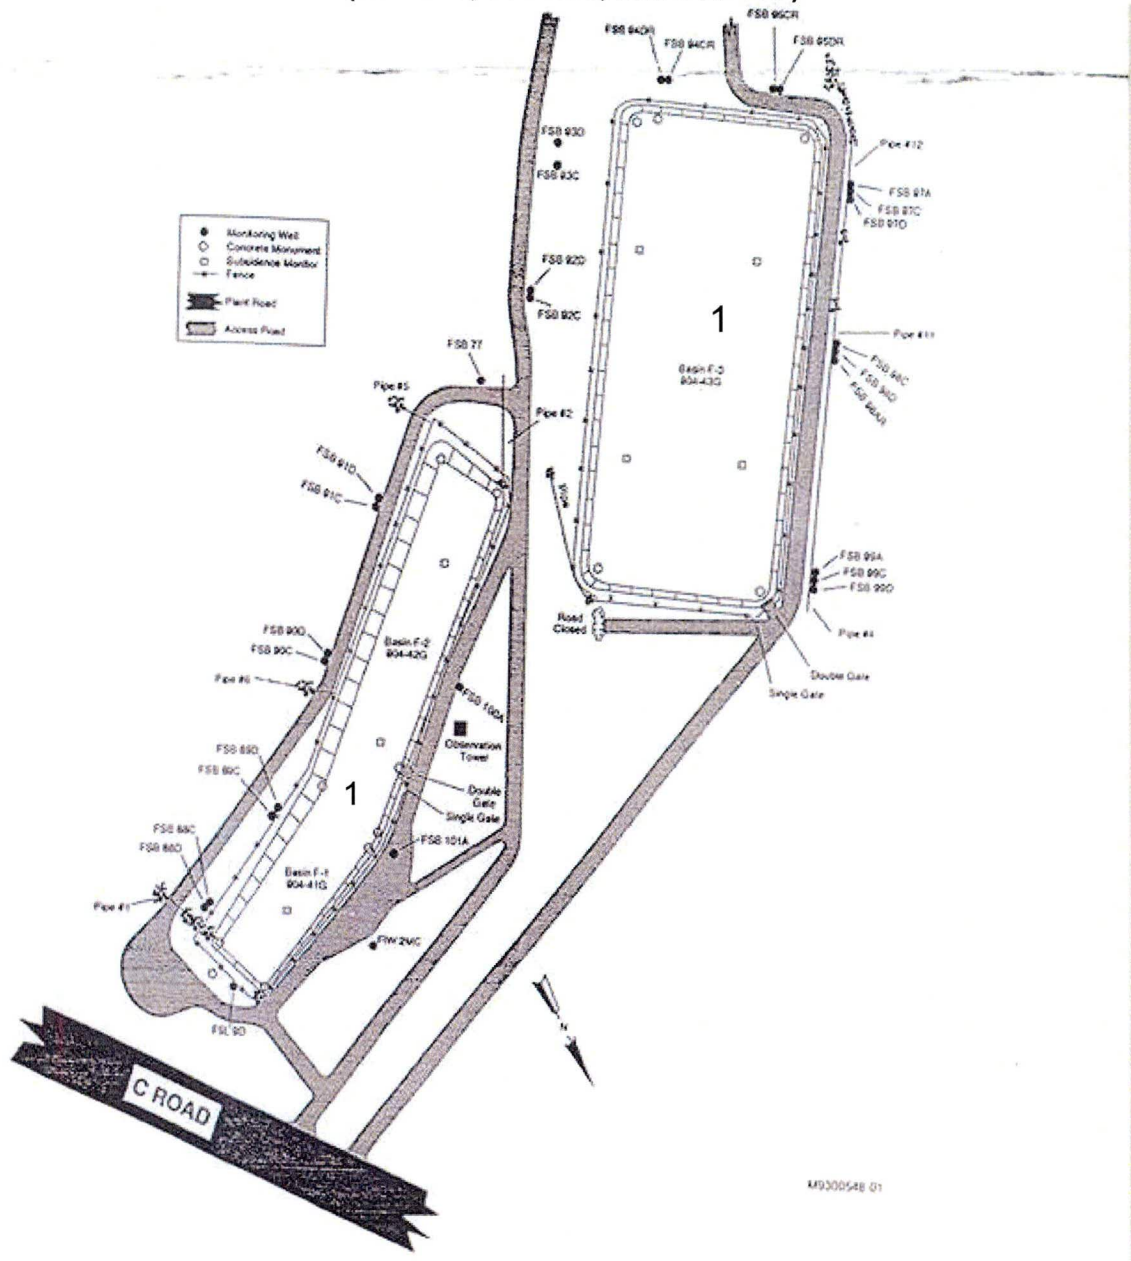 FSB 96CR
FSB 94DR
FSB 94CR
FSB 95DR
FSB 93D
FSB 93C
Pipe #12
FSB 97A
FSB 97C
FSB 97D
Monitoring Well
Concrete Monument
Subsidence Monitor
Fence
Plant Road
Access Road
FSB 92D
FSB 92C
1
Pipe #11
FSB 98C
FSB 98D
FSB 98AR
FSB 77
Basin F-3
904-43G
Pipe #5
Pipe #2
FSB 91D
FSB 91C
FSB 99A
FSB 99C
FSB 99D
Road
Closed
Pipe #4
FSB 90D
FSB 90C
Basin F-2
904-42G
Double Gate
Single Gate
Pipe #6
FSB 100A
Observation
Tower
FSB 89D
FSB 89C
1
Double
Gate
Single Gate
FSB 88C
FSB 88D
FSB 101A
Basin F-1
904-41G
Pipe #1
FIW 2MC
FSL 9D
N
C ROAD
M9300548 01